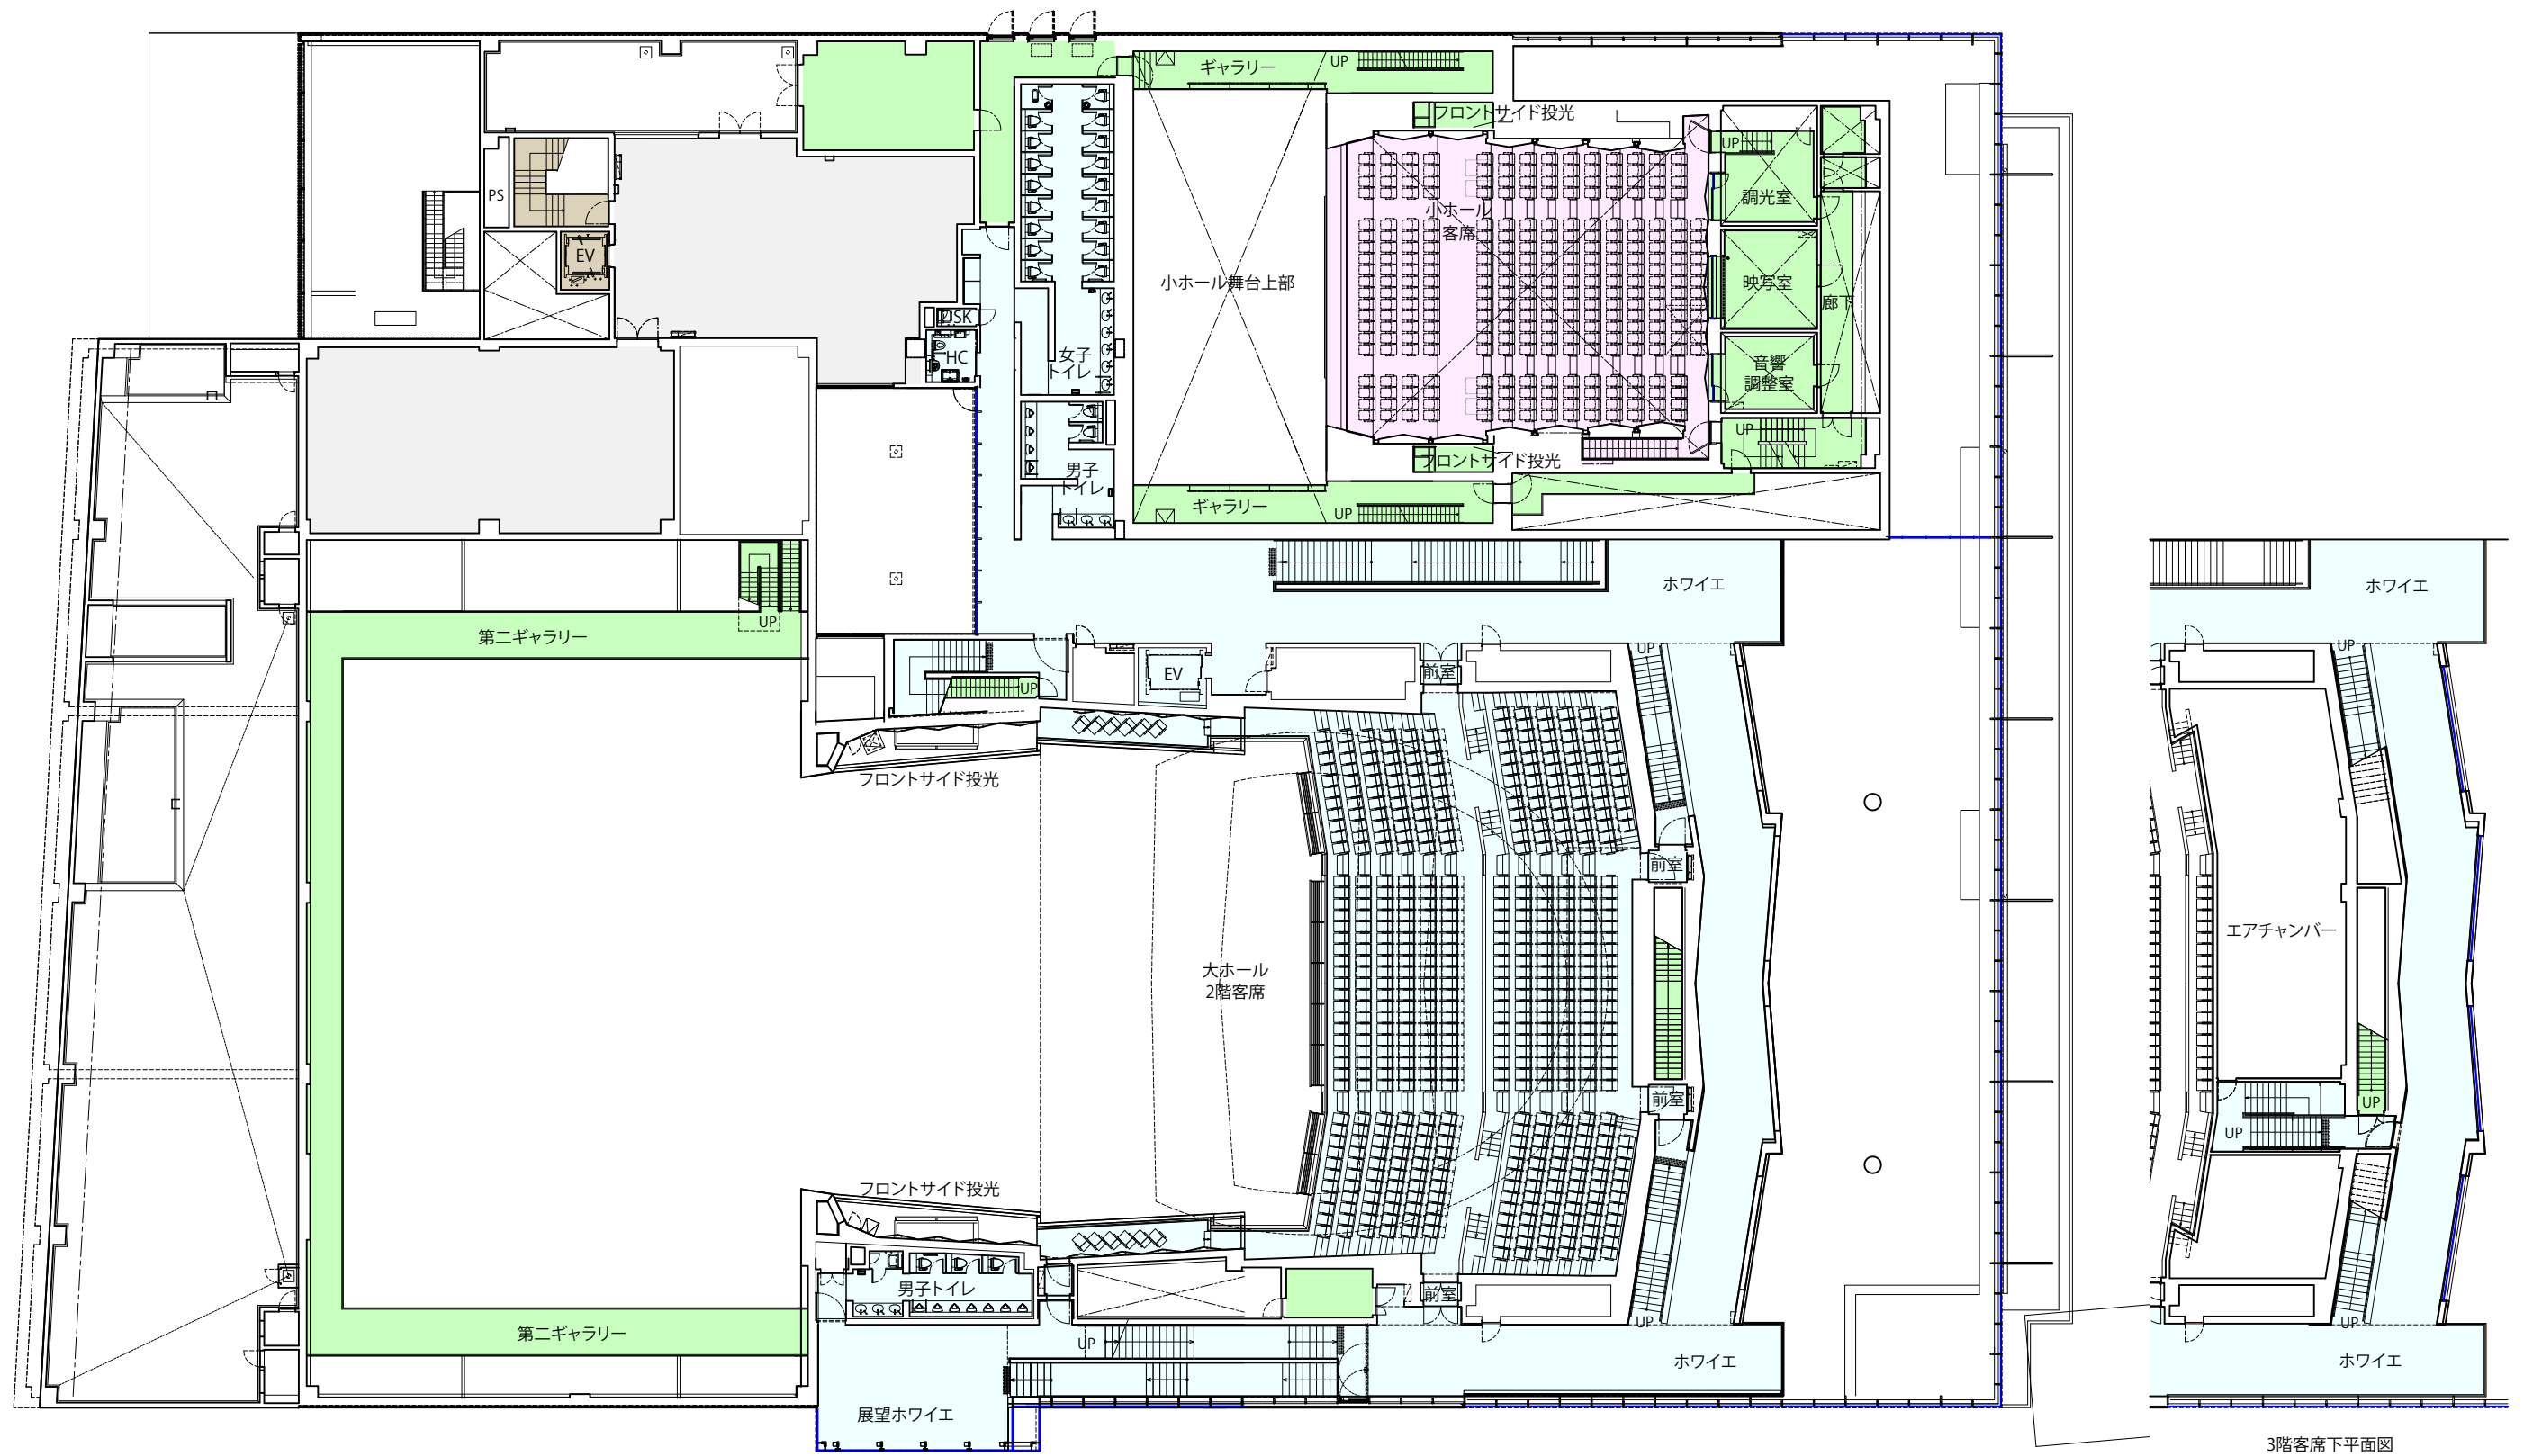 ギャラリー
UP
フロントサイド投光
PS
UP
調光室
小ホール
客席
EV
小ホール舞台上部
映写室
廊下
SK
HC
女子
トイレ
音響
調整室
UP
フロントサイド投光
男子
トイレ
ギャラリー
UP
ホワイエ
ホワイエ
UP
第二ギャラリー
UP
UP
前室
EV
UP
フロントサイド投光
前室
エアチャンバー
大ホール
2階客席
前室
UP
UP
フロントサイド投光
男子トイレ
前室
UP
UP
第二ギャラリー
UP
ホワイエ
ホワイエ
展望ホワイエ
3階客席下平面図